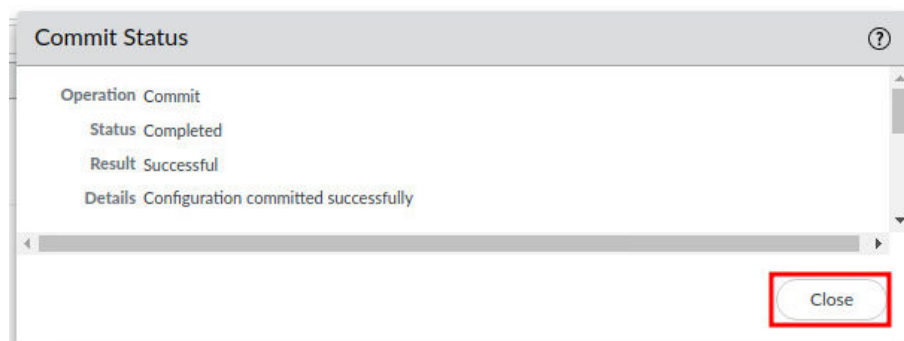 Commit Status
Operation Commit
Status Completed
Result Successful
Details Configuration committed successfully
Close